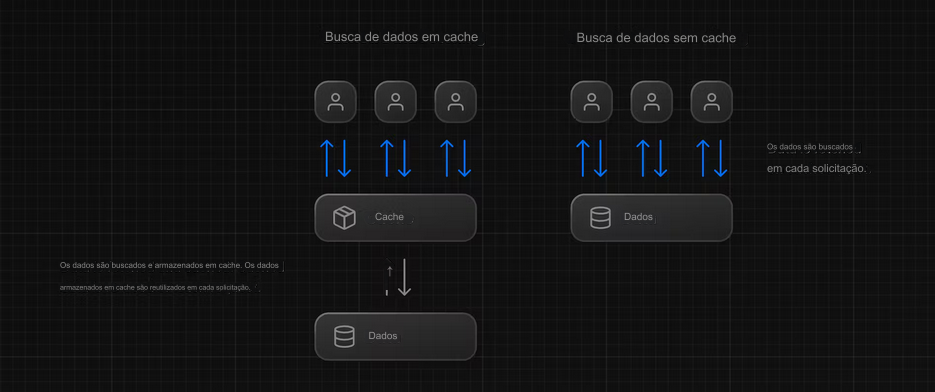 Busca de dados em cache
Busca de dados sem cache
Os dados são buscados
em cada solicitação.
Cache
Dados
Os dados são buscados e armazenados em cache. Os dados
armazenados em cache são reutilizados em cada solicitação.
Dados